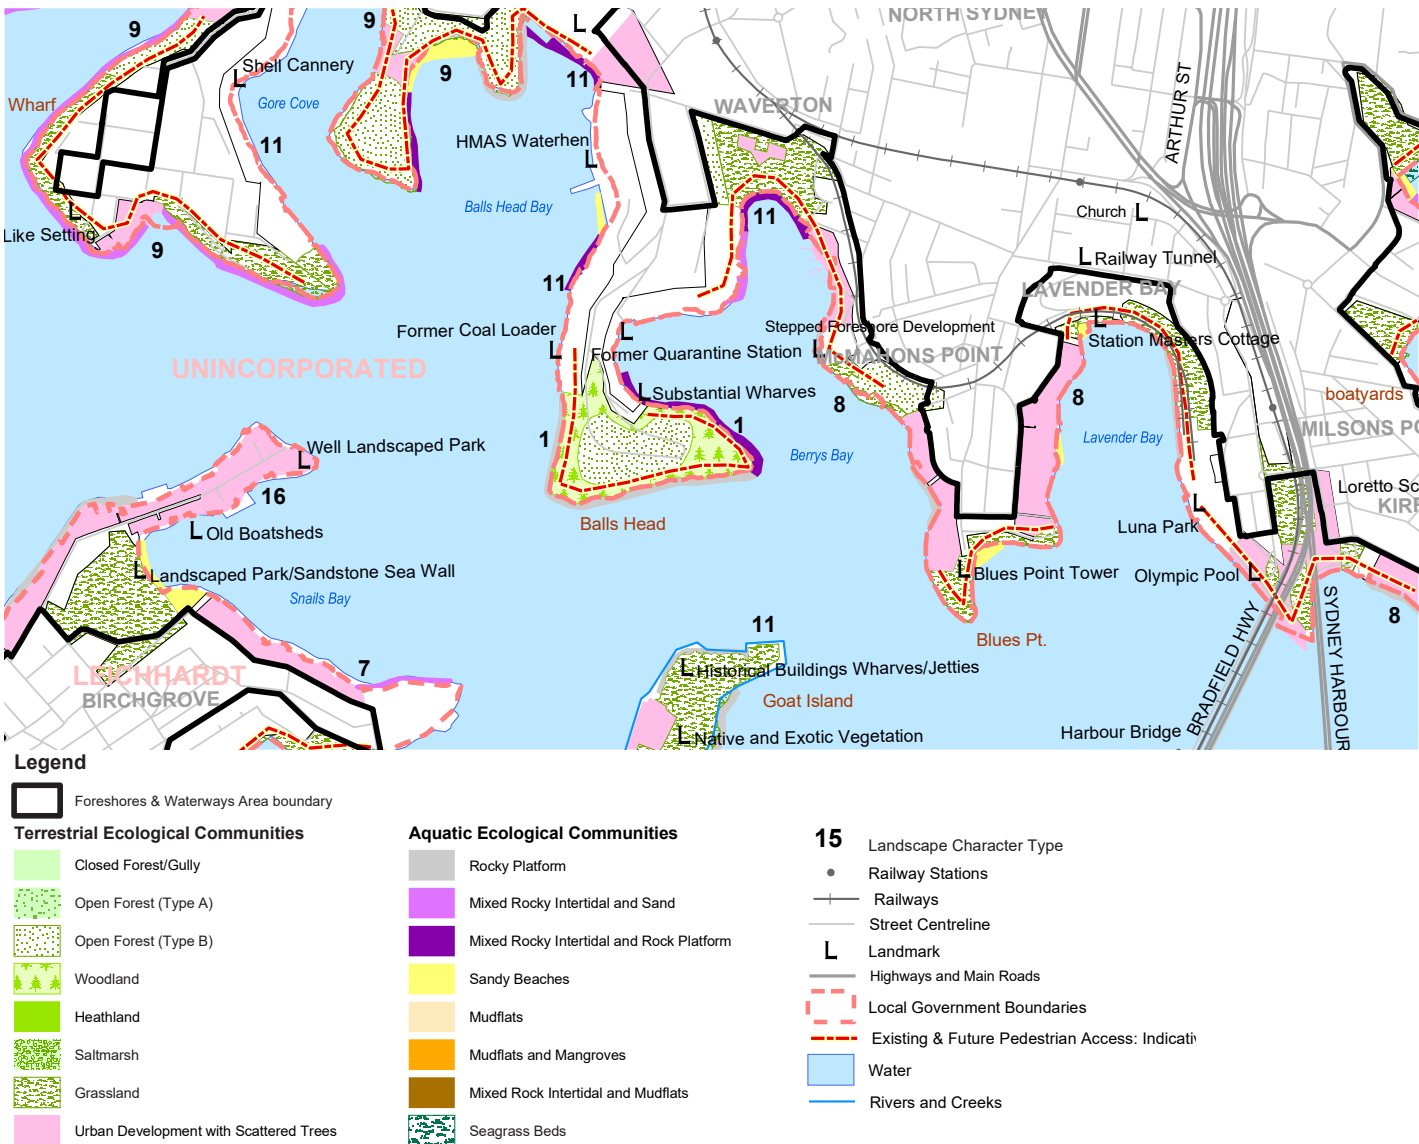 9
9
11
NORTH SYDNEY
Shell Cannery
9
11
Wharf
Gore Cove
WAVERTON
ARTHUR ST
11
HMAS Waterhen
Balls Head Bay
11
Church
Like Setting
9
Railway Tunnel
11
LAVENDER BAY
Former Coal Loader
Stepped Foreshore Development
Station Masters Cottage
Former Quarantine Station
McMAHONS POINT
UNINCORPORATED
Substantial Wharves
boatyards
8
8
1
1
MILSONS PO
Well Landscaped Park
Lavender Bay
Berrys Bay
16
Loretto Sc
KIRR
Balls Head
Luna Park
Old Boatsheds
Landscaped Park/Sandstone Sea Wall
Blues Point Tower
Olympic Pool
Snails Bay
8
11
Blues Pt.
SYDNEY HARBOUR
BRADFIELD HWY
7
Historical Buildings Wharves/Jetties
LEICHHARDT
BIRCHGROVE
Goat Island
Harbour Bridge
Native and Exotic Vegetation
Legend
Foreshores & Waterways Area boundary
Terrestrial Ecological Communities
Closed Forest/Gully
Open Forest (Type A)
Open Forest (Type B)
Woodland
Heathland
Saltmarsh
Grassland
Urban Development with Scattered Trees
Aquatic Ecological Communities
Rocky Platform
Mixed Rocky Intertidal and Sand
Mixed Rocky Intertidal and Rock Platform
Sandy Beaches
Mudflats
Mudflats and Mangroves
Mixed Rock Intertidal and Mudflats
Seagrass Beds
15 Landscape Character Type
Railway Stations
Railways
Street Centreline
L Landmark
Highways and Main Roads
Local Government Boundaries
Existing & Future Pedestrian Access: Indicativ
Water
Rivers and Creeks